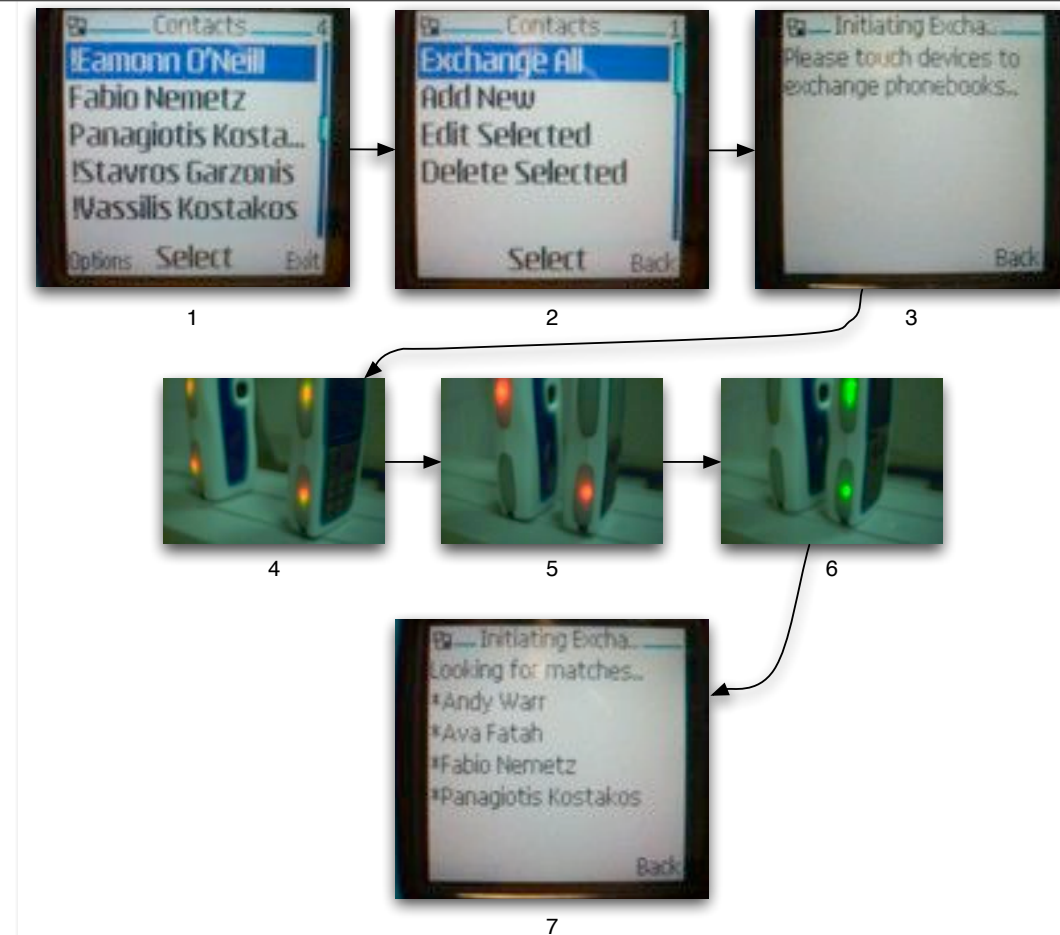 Contacts 4
!Eamonn O'Neill
Fabio Nemetz
Panagiotis Kosta...
!Stavros Garzonis
!Vassilis Kostakos
Options Select Exit
1
Contacts 1
Exchange All
Add New
Edit Selected
Delete Selected
Select Back
2
Initiating Excha...
Please touch devices to
exchange phonebooks...
Back
3
4
5
6
Initiating Excha...
Looking for matches...
*Andy Warr
*Ava Fatah
*Fabio Nemetz
*Panagiotis Kostakos
Back
7